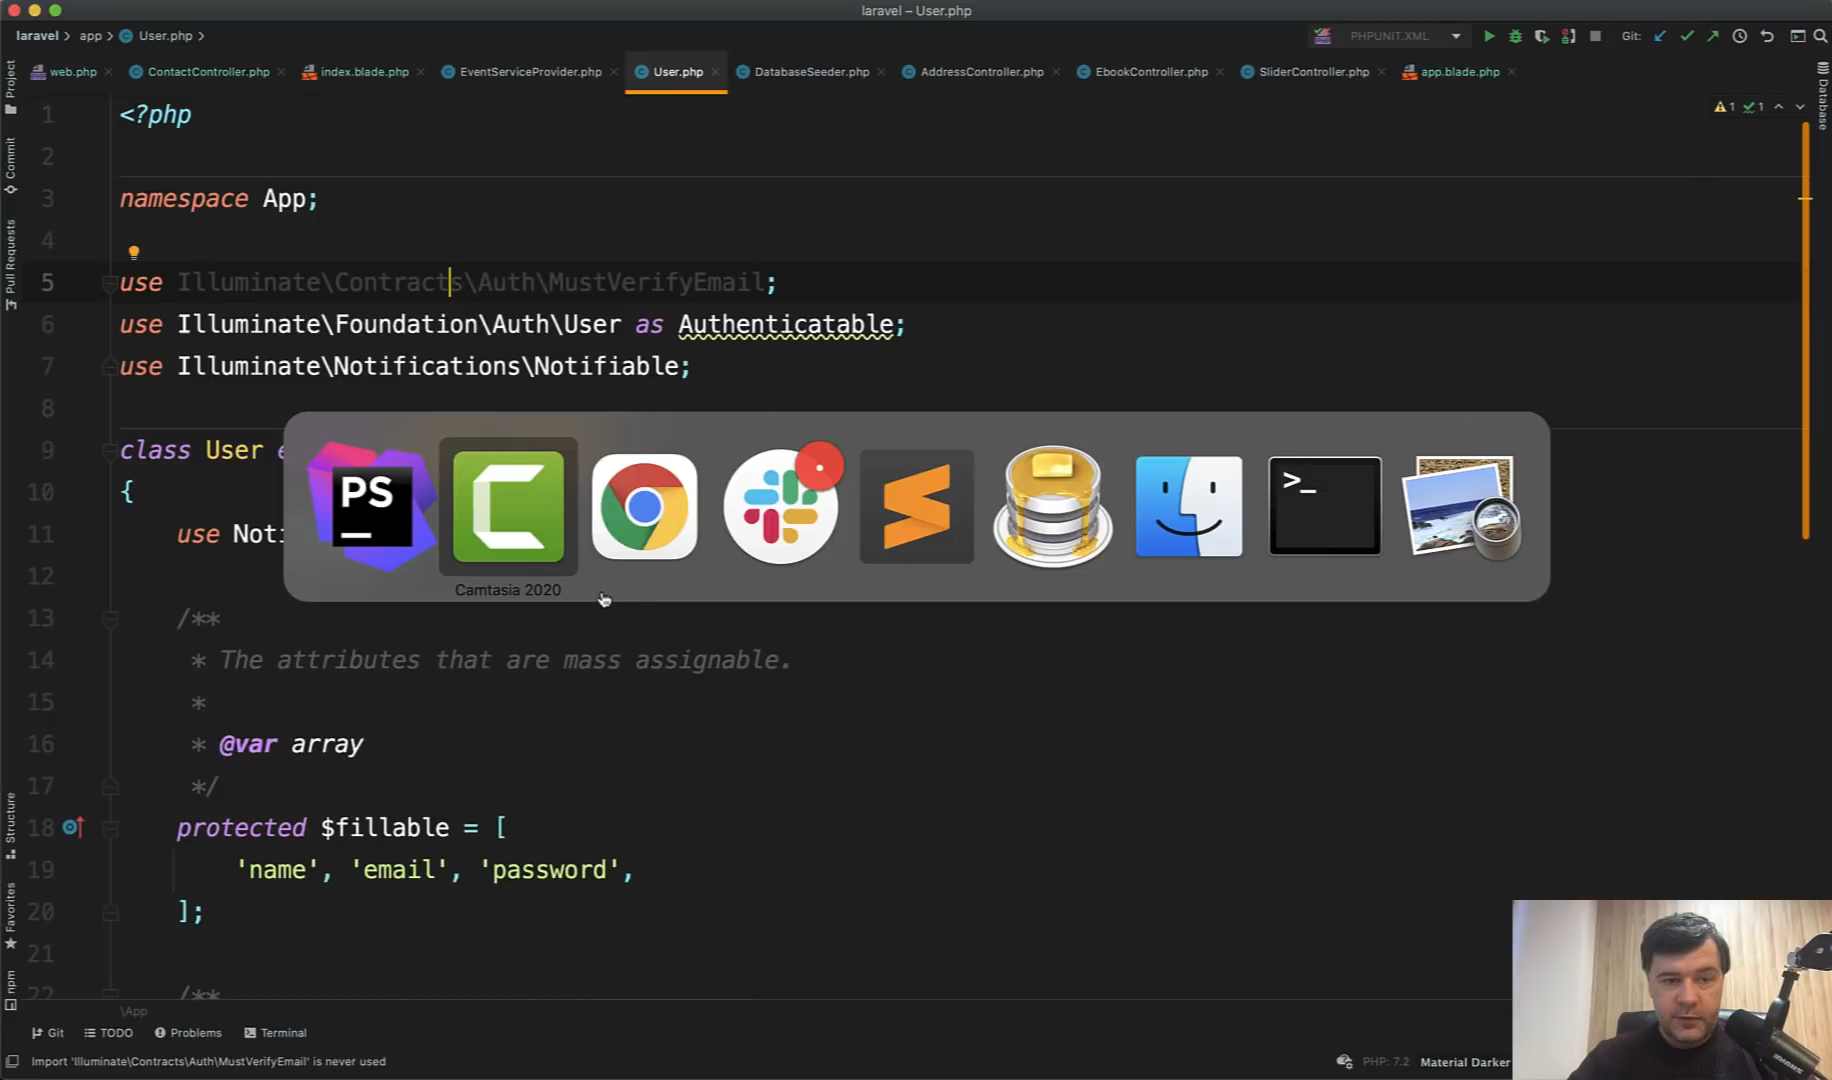 laravel – User.php
laravel > app > User.php >
PHPUNIT.XML
Git:
web.php
ContactController.php
index.blade.php
EventServiceProvider.php
User.php
DatabaseSeeder.php
AddressController.php
EbookController.php
SliderController.php
app.blade.php
Project
Commit
Pull Requests
Structure
Favorites
npm
Database
1 1
1 <?php
2
3 namespace App;
4
5 use Illuminate\Contracts\Auth\MustVerifyEmail;
6 use Illuminate\Foundation\Auth\User as Authenticatable;
7 use Illuminate\Notifications\Notifiable;
8
9 class User e
10 {
11 use Noti
12
13 /**
14 * The attributes that are mass assignable.
15 *
16 * @var array
17 */
18 protected $fillable = [
19 'name', 'email', 'password',
20 ];
21
22 /**
PS
>_
Camtasia 2020
\App
Git
TODO
Problems
Terminal
Import 'Illuminate\Contracts\Auth\MustVerifyEmail' is never used
PHP: 7.2
Material Darker